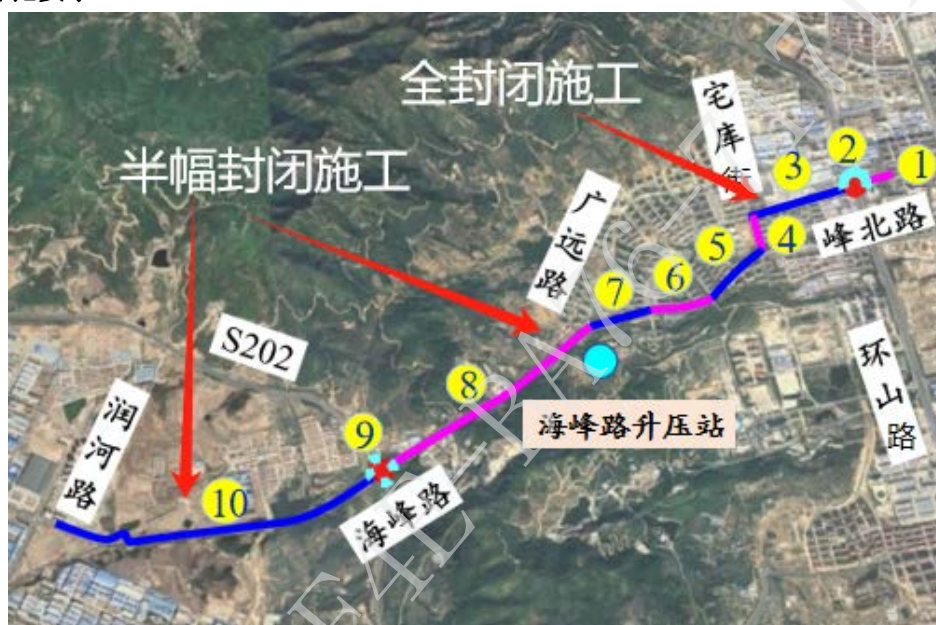 全封闭施工
半幅封闭施工
宅库街
广远路
峰北路
环山路
S202
润河路
海峰路
海峰路升压站
1
2
3
4
5
6
7
8
9
10